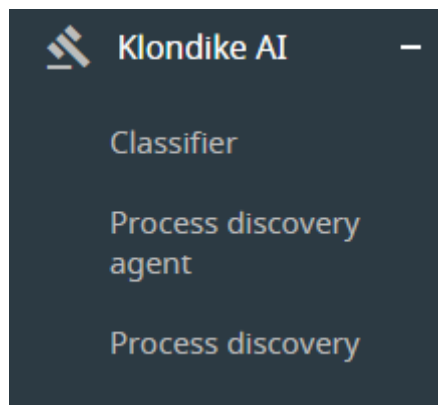 Klondike AI
Classifier
Process discovery
agent
Process discovery